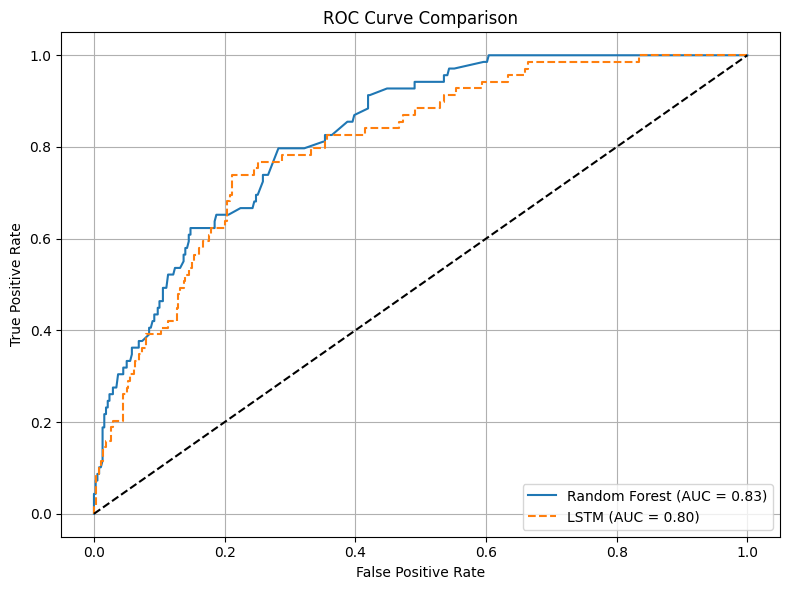 ROC Curve Comparison
True Positive Rate
1.0
0.8
0.6
0.4
0.2
0.0
Random Forest (AUC = 0.83)
LSTM (AUC = 0.80)
0.0 0.2 0.4 0.6 0.8 1.0
False Positive Rate